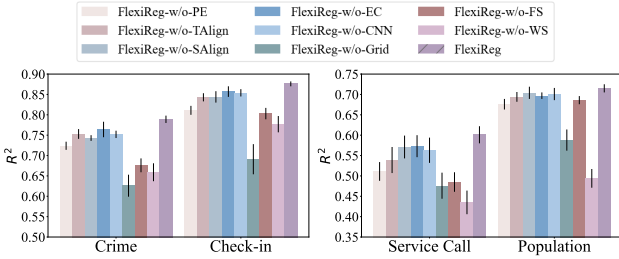 FlexiReg-w/o-PE FlexiReg-w/o-EC FlexiReg-w/o-FS
FlexiReg-w/o-TAlign FlexiReg-w/o-CNN FlexiReg-w/o-WS
FlexiReg-w/o-SAlign FlexiReg-w/o-Grid FlexiReg
0.90
0.85
0.80
0.75
0.70
0.65
0.60
0.55
0.50
R²
Crime Check-in
0.75
0.70
0.65
0.60
0.55
0.50
0.45
0.40
0.35
R²
Service Call Population